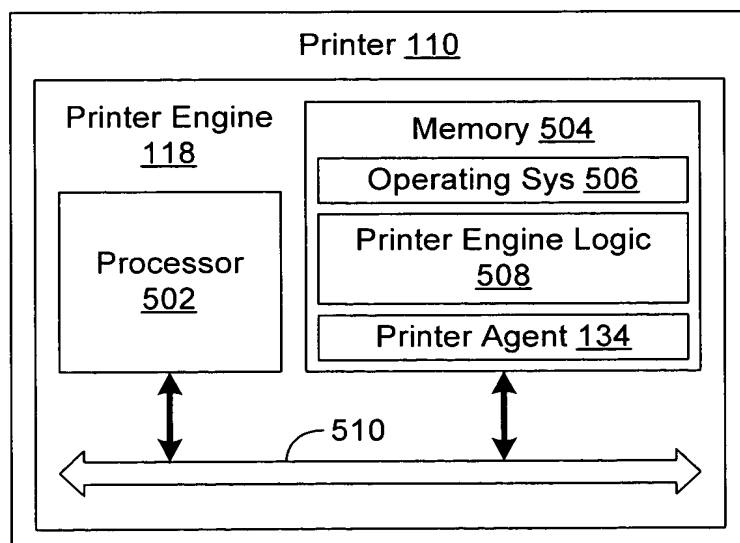 Printer 110
Printer Engine
118
Memory 504
Operating Sys 506
Printer Engine Logic
508
Printer Agent 134
Processor
502
510